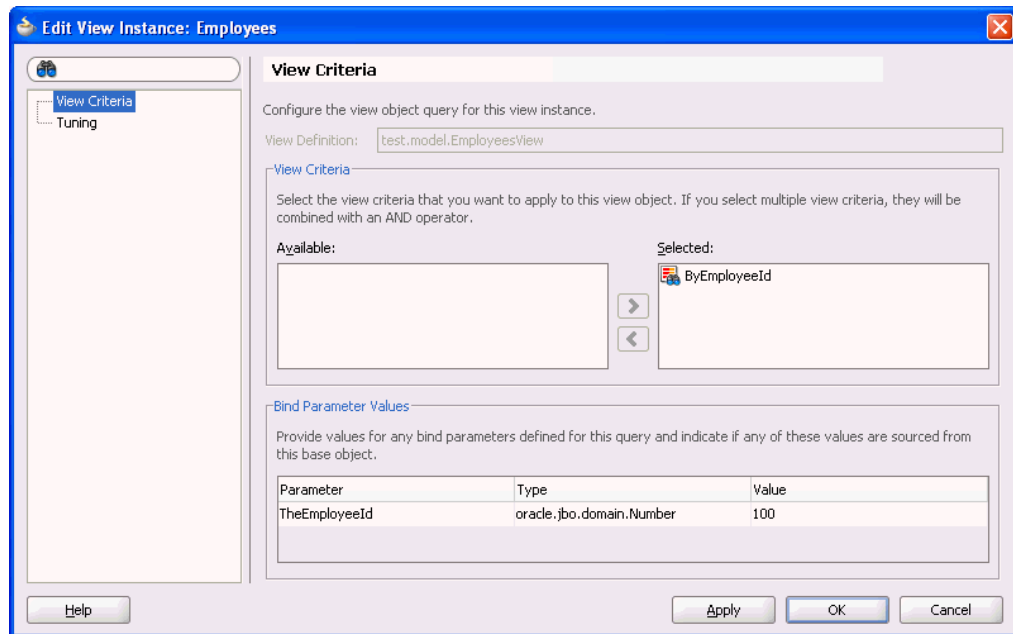 Edit View Instance: Employees
View Criteria
Tuning
View Criteria
Configure the view object query for this view instance.
View Definition: test.model.EmployeesView
View Criteria
Select the view criteria that you want to apply to this view object. If you select multiple view criteria, they will be
combined with an AND operator.
Available: Selected:
ByEmployeeId
Bind Parameter Values
Provide values for any bind parameters defined for this query and indicate if any of these values are sourced from
this base object.
Parameter Type Value
TheEmployeeId oracle.jbo.domain.Number 100
Help Apply OK Cancel